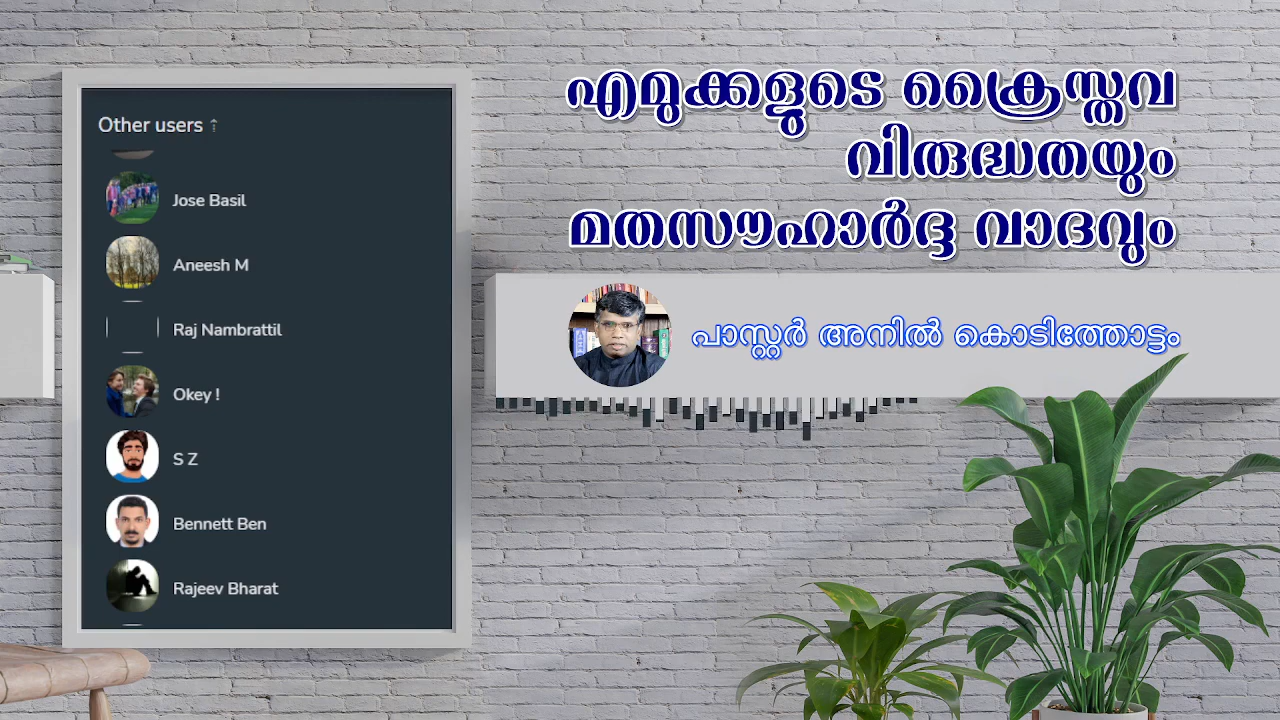 എമുക്കളുടെ ക്രൈസ്തവ
വിരുദ്ധതയും
മതസൗഹാർദ്ദ വാദവും
പാസ്റ്റർ അനിൽ കൊടിത്തോട്ടം
Other users ↑
Jose Basil
Aneesh M
Raj Nambrattil
Okey !
S Z
Bennett Ben
Rajeev Bharat